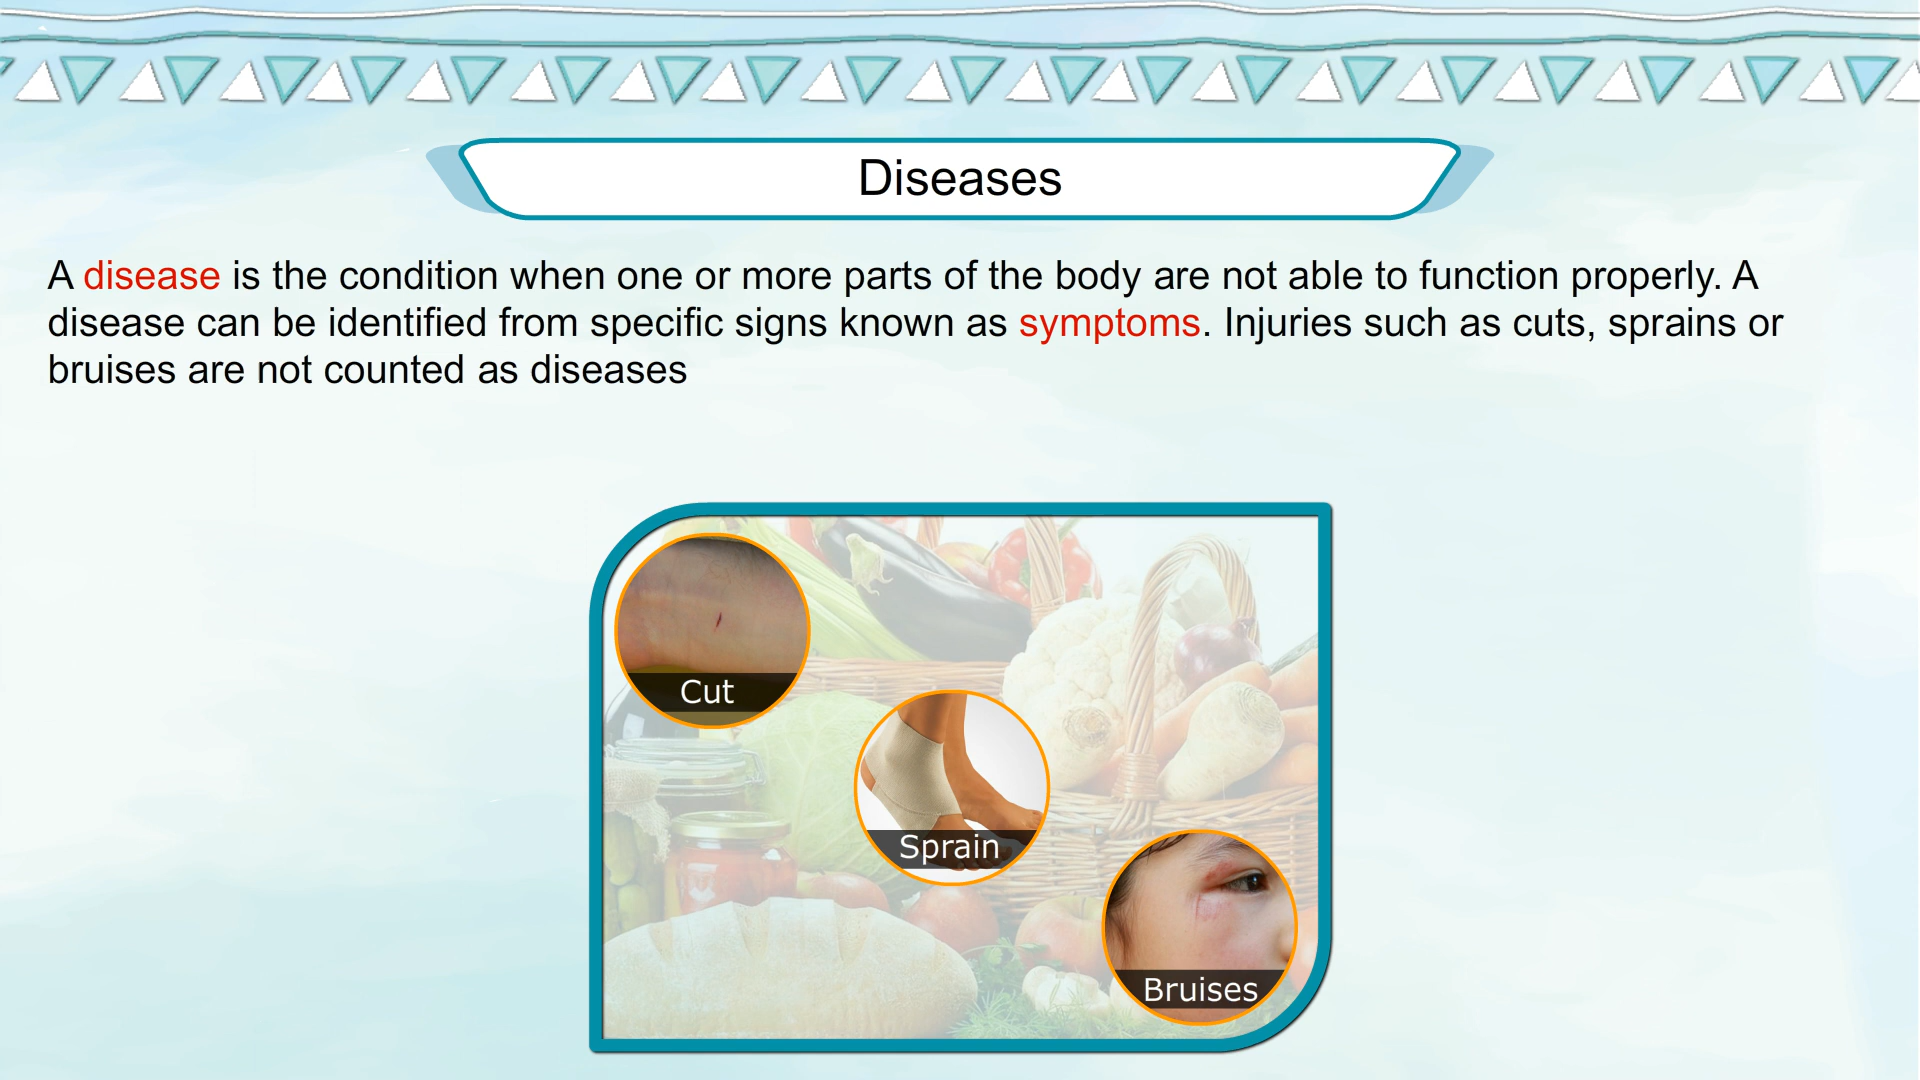 Diseases
A disease is the condition when one or more parts of the body are not able to function properly. A
disease can be identified from specific signs known as symptoms. Injuries such as cuts, sprains or
bruises are not counted as diseases
Cut
Sprain
Bruises